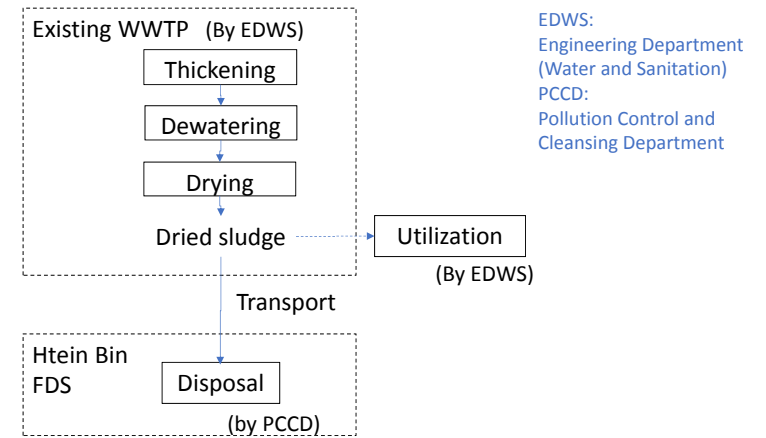 Existing WWTP (By EDWS)
Thickening
Dewatering
Drying
Dried sludge
Utilization
(By EDWS)
Transport
Htein Bin
FDS
Disposal
(by PCCD)
EDWS:
Engineering Department
(Water and Sanitation)
PCCD:
Pollution Control and
Cleansing Department